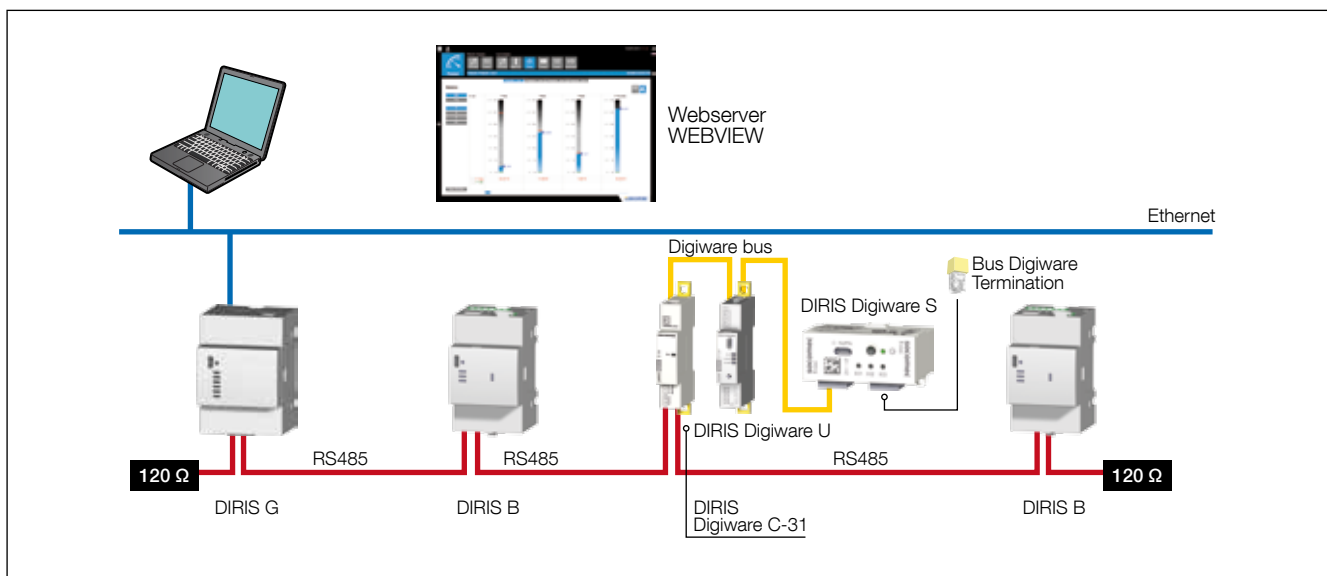 Webserver
WEBVIEW
Ethernet
Digiware bus
Bus Digiware
Termination
DIRIS Digiware S
DIRIS Digiware U
RS485
RS485
RS485
120 Ω
120 Ω
DIRIS G
DIRIS B
DIRIS
Digiware C-31
DIRIS B